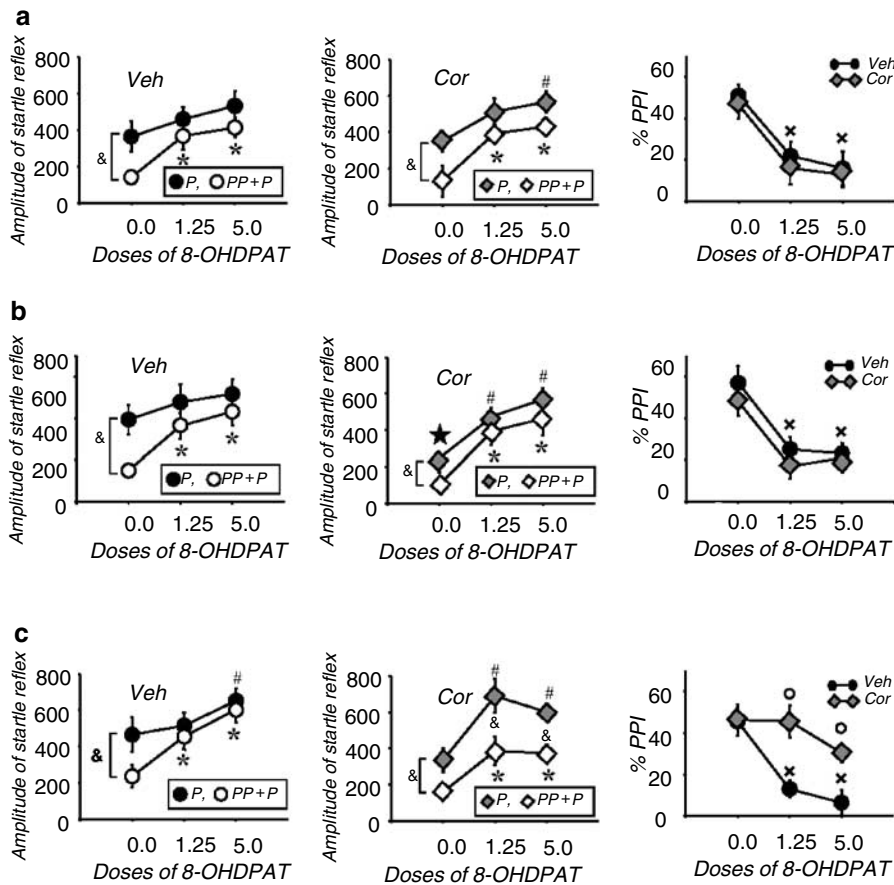 a
Amplitude of startle reflex
800
600
400
200
0
Veh
&
*
*
P, PP+P
0.0 1.25 5.0
Doses of 8-OHDPAT
Amplitude of startle reflex
800
600
400
200
0
Cor
#
&
*
*
P, PP+P
0.0 1.25 5.0
Doses of 8-OHDPAT
% PPI
60
40
20
0
Veh
Cor
×
×
0.0 1.25 5.0
Doses of 8-OHDPAT
b
Amplitude of startle reflex
800
600
400
200
0
Veh
&
*
*
P, PP+P
0.0 1.25 5.0
Doses of 8-OHDPAT
Amplitude of startle reflex
800
600
400
200
0
Cor
#
#
★
&
*
*
P, PP+P
0.0 1.25 5.0
Doses of 8-OHDPAT
% PPI
60
40
20
0
Veh
Cor
×
×
0.0 1.25 5.0
Doses of 8-OHDPAT
c
Amplitude of startle reflex
800
600
400
200
0
Veh
#
&
*
*
P, PP+P
0.0 1.25 5.0
Doses of 8-OHDPAT
Amplitude of startle reflex
800
600
400
200
0
Cor
#
#
&
&
&
*
*
P, PP+P
0.0 1.25 5.0
Doses of 8-OHDPAT
% PPI
60
40
20
0
Veh
Cor
o
o
×
×
0.0 1.25 5.0
Doses of 8-OHDPAT